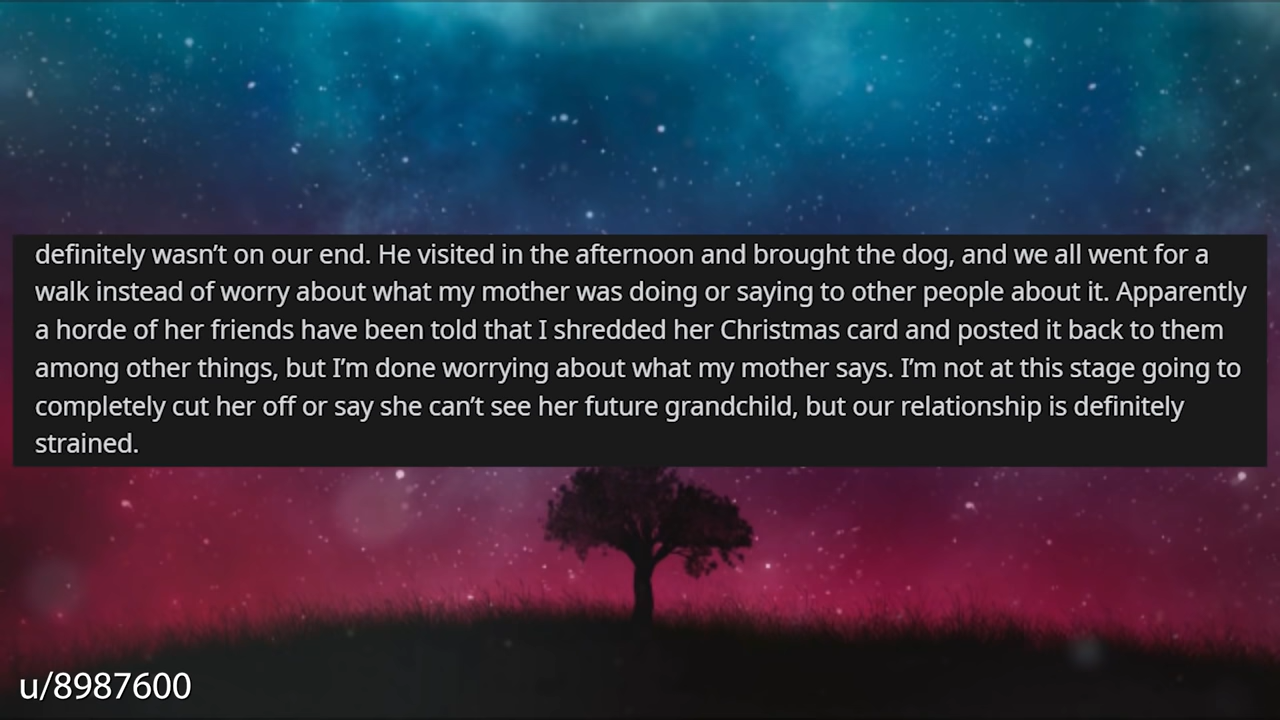 definitely wasn’t on our end. He visited in the afternoon and brought the dog, and we all went for a
walk instead of worry about what my mother was doing or saying to other people about it. Apparently
a horde of her friends have been told that I shredded her Christmas card and posted it back to them
among other things, but I’m done worrying about what my mother says. I’m not at this stage going to
completely cut her off or say she can’t see her future grandchild, but our relationship is definitely
strained.
u/8987600